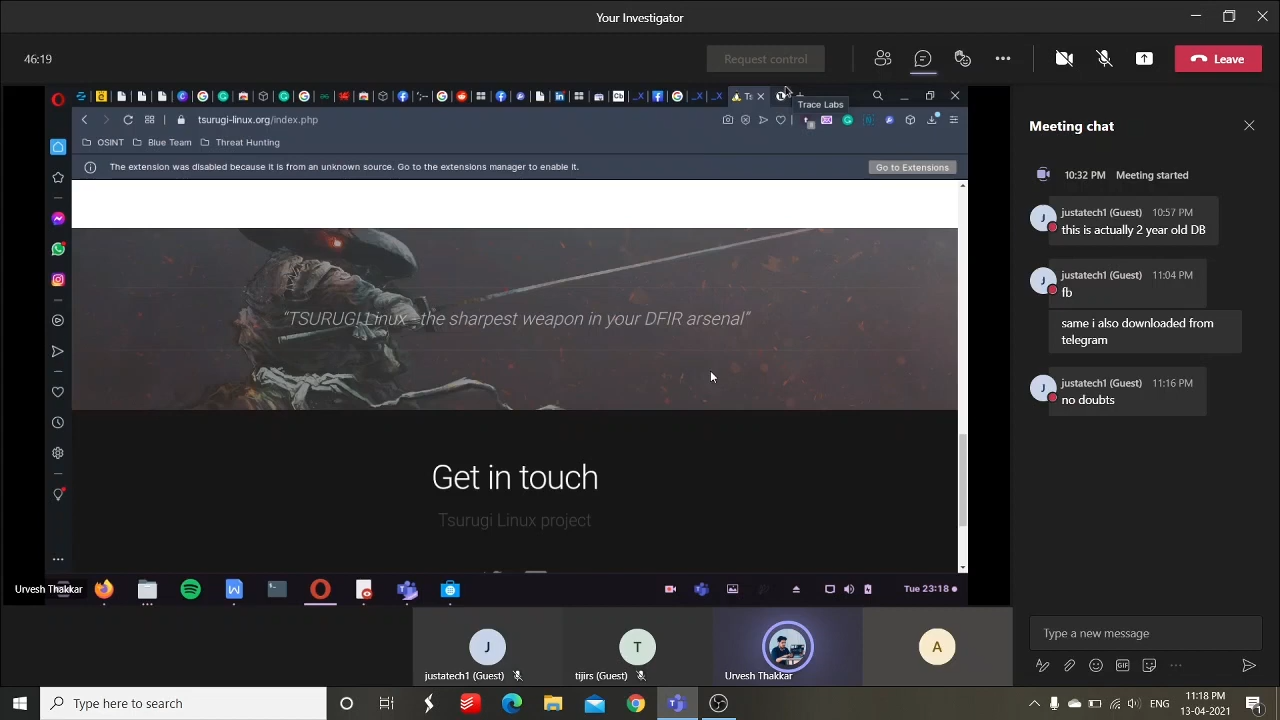 Your Investigator
46:19
Request control
Leave
Trace Labs
tsurugi-linux.org/index.php
OSINT Blue Team Threat Hunting
The extension was disabled because it is from an unknown source. Go to the extensions manager to enable it.
Go to Extensions
"TSURUGI Linux - the sharpest weapon in your DFIR arsenal"
Get in touch
Tsurugi Linux project
Urvesh Thakkar
Tue 23:18
justatech1 (Guest)
T
tijirs (Guest)
Urvesh Thakkar
A
Meeting chat
10:32 PM Meeting started
J
justatech1 (Guest) 10:57 PM
this is actually 2 year old DB
J
justatech1 (Guest) 11:04 PM
fb
same i also downloaded from
telegram
J
justatech1 (Guest) 11:16 PM
no doubts
Type a new message
GIF
Type here to search
ENG
11:18 PM
13-04-2021